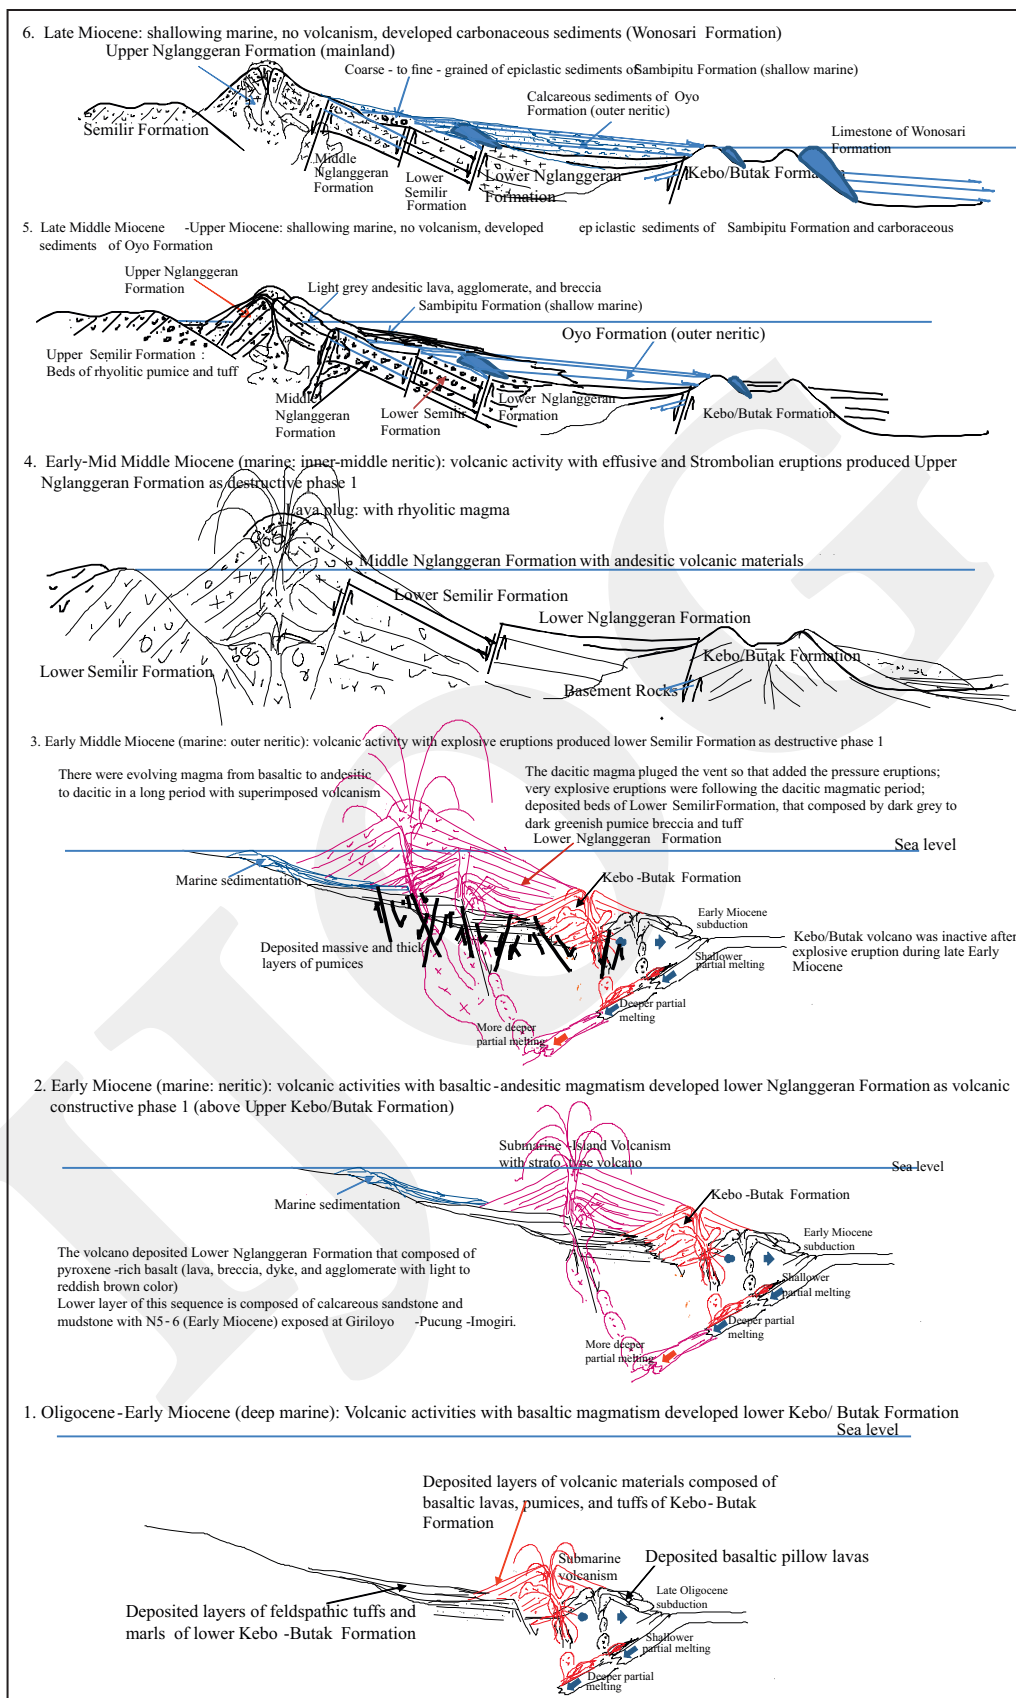 6. Late Miocene: shallowing marine, no volcanism, developed carbonaceous sediments (Wonosari Formation)
Upper Nglanggeran Formation (mainland)
Coarse - to fine - grained of epiclastic sediments of Sambipitu Formation (shallow marine)
Calcareous sediments of Oyo
Formation (outer neritic)
Semilir Formation
Limestone of Wonosari
Formation
Middle
Nglanggeran
Formation
Lower
Semilir
Formation
Lower Nglanggeran
Formation
Kebo/Butak Formation
5. Late Middle Miocene -Upper Miocene: shallowing marine, no volcanism, developed ep iclastic sediments of Sambipitu Formation and carboraceous
sediments of Oyo Formation
Upper Nglanggeran
Formation
Light grey andesitic lava, agglomerate, and breccia
Sambipitu Formation (shallow marine)
Oyo Formation (outer neritic)
Upper Semilir Formation :
Beds of rhyolitic pumice and tuff
Middle
Nglanggeran
Formation
Lower Semilir
Formation
Lower Nglanggeran
Formation
Kebo/Butak Formation
4. Early-Mid Middle Miocene (marine: inner-middle neritic): volcanic activity with effusive and Strombolian eruptions produced Upper
Nglanggeran Formation as destructive phase 1
Lava plug: with rhyolitic magma
Middle Nglanggeran Formation with andesitic volcanic materials
Lower Semilir Formation
Lower Nglanggeran Formation
Kebo/Butak Formation
Lower Semilir Formation
Basement Rocks
3. Early Middle Miocene (marine: outer neritic): volcanic activity with explosive eruptions produced lower Semilir Formation as destructive phase 1
There were evolving magma from basaltic to andesitic
to dacitic in a long period with superimposed volcanism
The dacitic magma pluged the vent so that added the pressure eruptions;
very explosive eruptions were following the dacitic magmatic period;
deposited beds of Lower SemilirFormation, that composed by dark grey to
dark greenish pumice breccia and tuff
Lower Nglanggeran Formation
Sea level
Marine sedimentation
Kebo -Butak Formation
Early Miocene
subduction
Deposited massive and thick
layers of pumices
Kebo/Butak volcano was inactive after
explosive eruption during late Early
Miocene
Shallower
partial melting
Deeper partial
melting
More deeper
partial melting
2. Early Miocene (marine: neritic): volcanic activities with basaltic-andesitic magmatism developed lower Nglanggeran Formation as volcanic
constructive phase 1 (above Upper Kebo/Butak Formation)
Submarine -Island Volcanism
with strato type volcano
Sea level
Marine sedimentation
Kebo -Butak Formation
Early Miocene
subduction
The volcano deposited Lower Nglanggeran Formation that composed of
pyroxene -rich basalt (lava, breccia, dyke, and agglomerate with light to
reddish brown color)
Lower layer of this sequence is composed of calcareous sandstone and
mudstone with N5-6 (Early Miocene) exposed at Giriloyo -Pucung -Imogiri.
Shallower
partial melting
Deeper partial
melting
More deeper
partial melting
1. Oligocene-Early Miocene (deep marine): Volcanic activities with basaltic magmatism developed lower Kebo/ Butak Formation
Sea level
Deposited layers of volcanic materials composed of
basaltic lavas, pumices, and tuffs of Kebo-Butak
Formation
Submarine
volcanism
Deposited basaltic pillow lavas
Late Oligocene
subduction
Deposited layers of feldspathic tuffs and
marls of lower Kebo -Butak Formation
Shallower
partial melting
Deeper partial
melting
IJOG